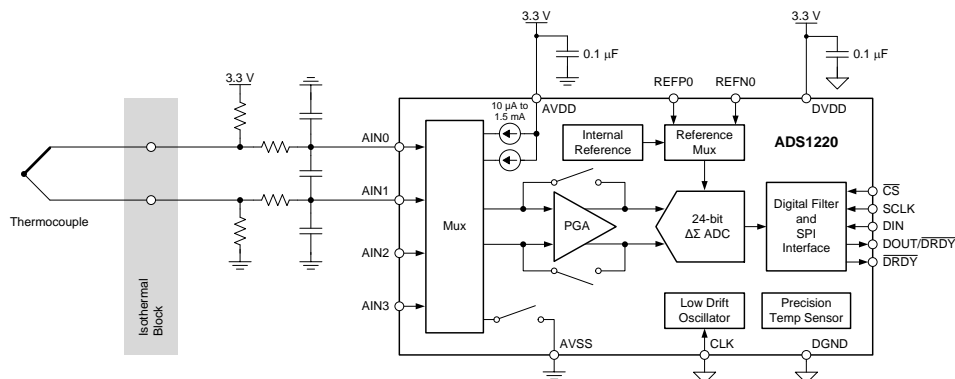 3.3 V
3.3 V
0.1 μF
0.1 μF
3.3 V
REFP0
REFN0
AVDD
DVDD
10 μA to
1.5 mA
Internal
Reference
Reference
Mux
ADS1220
AIN0
AIN1
AIN2
AIN3
Mux
PGA
24-bit
ΔΣ ADC
Digital Filter
and
SPI
Interface
CS
SCLK
DIN
DOUT/DRDY
DRDY
Thermocouple
Isothermal
Block
Low Drift
Oscillator
Precision
Temp Sensor
AVSS
CLK
DGND